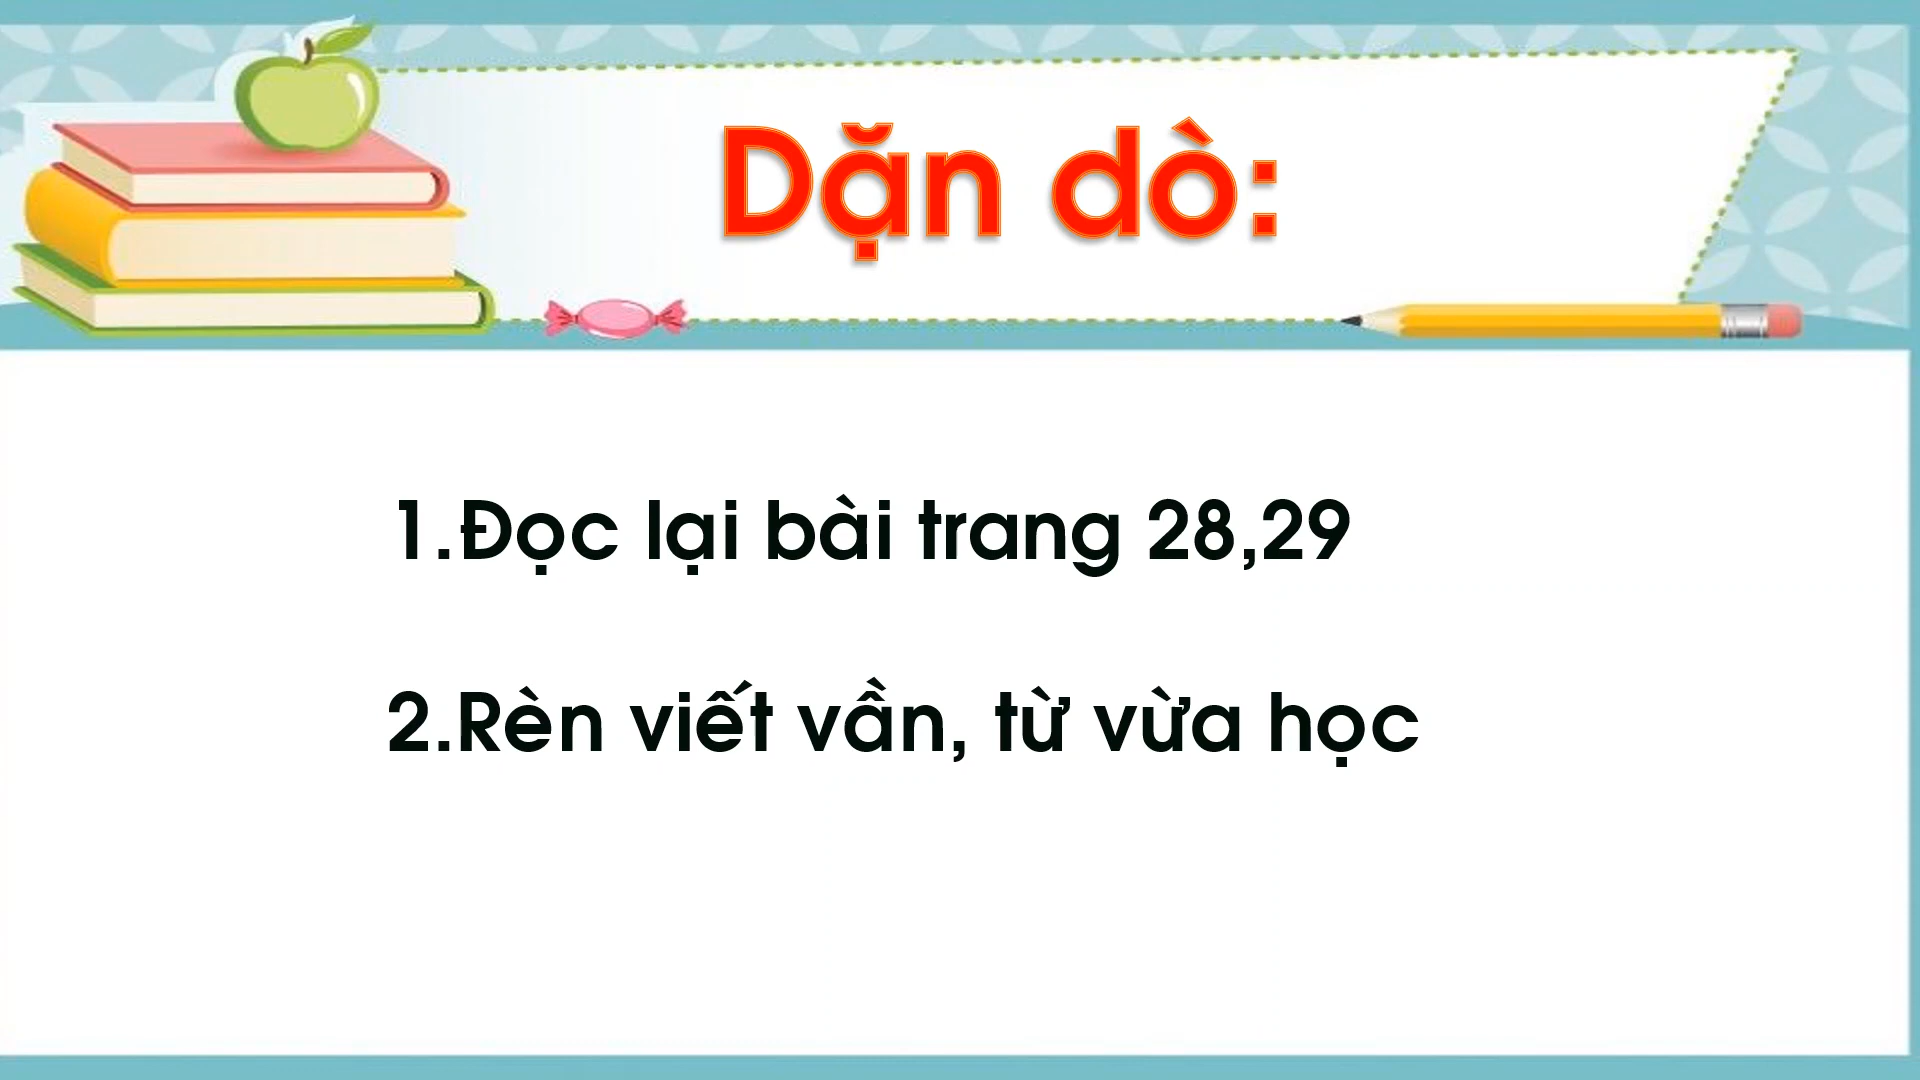 Dặn dò:
1.Đọc lại bài trang 28,29
2.Rèn viết vần, từ vừa học